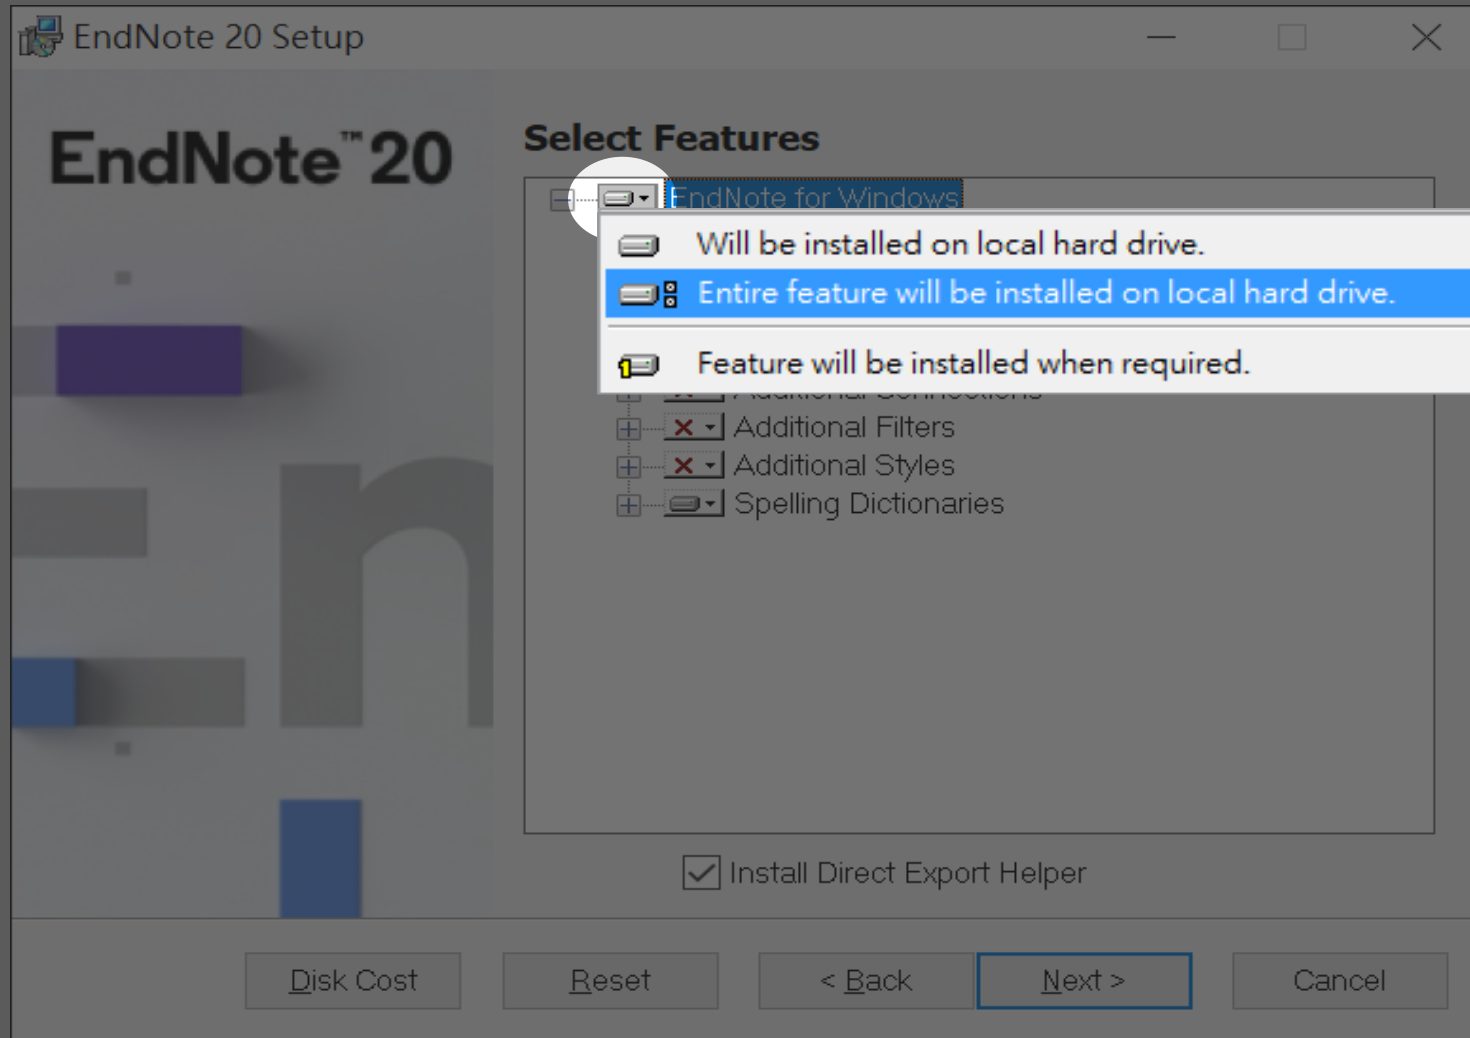 EndNote 20 Setup
EndNote™20
Select Features
EndNote for Windows
Will be installed on local hard drive.
Entire feature will be installed on local hard drive.
Feature will be installed when required.
Additional Connections
Additional Filters
Additional Styles
Spelling Dictionaries
Install Direct Export Helper
Disk Cost
Reset
< Back
Next >
Cancel